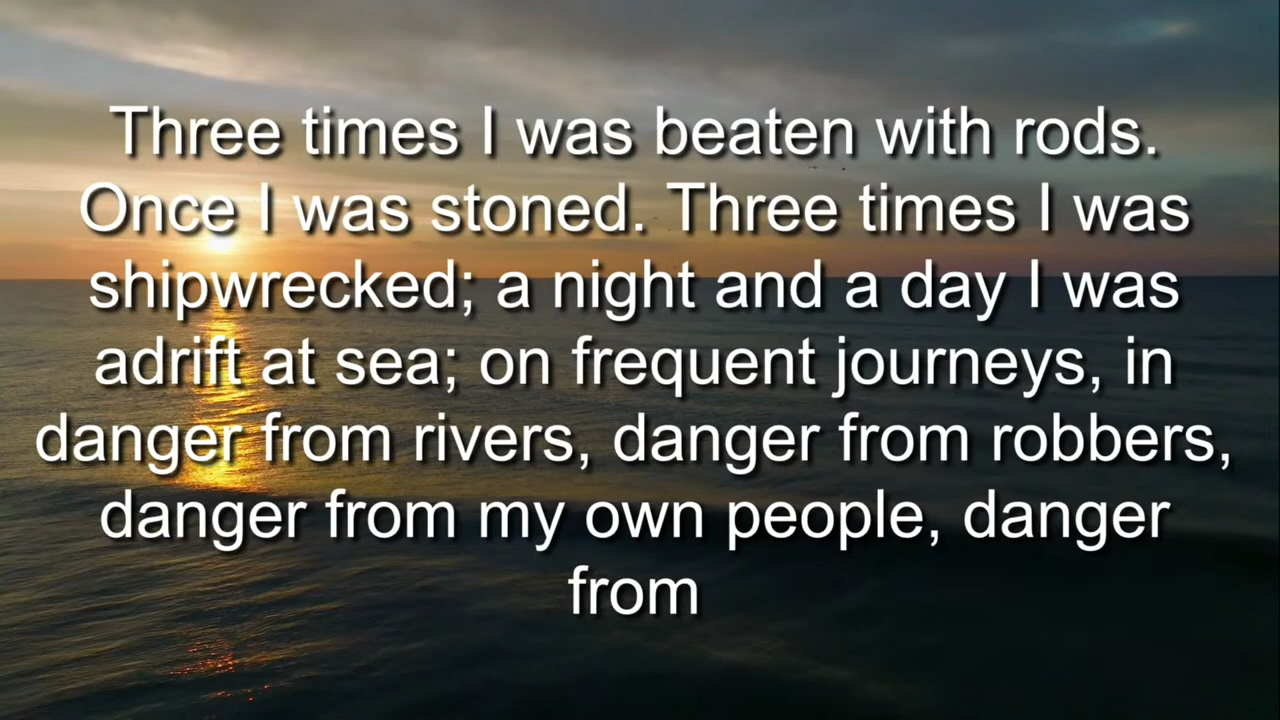 Three times I was beaten with rods.
Once I was stoned. Three times I was
shipwrecked; a night and a day I was
adrift at sea; on frequent journeys, in
danger from rivers, danger from robbers,
danger from my own people, danger
from